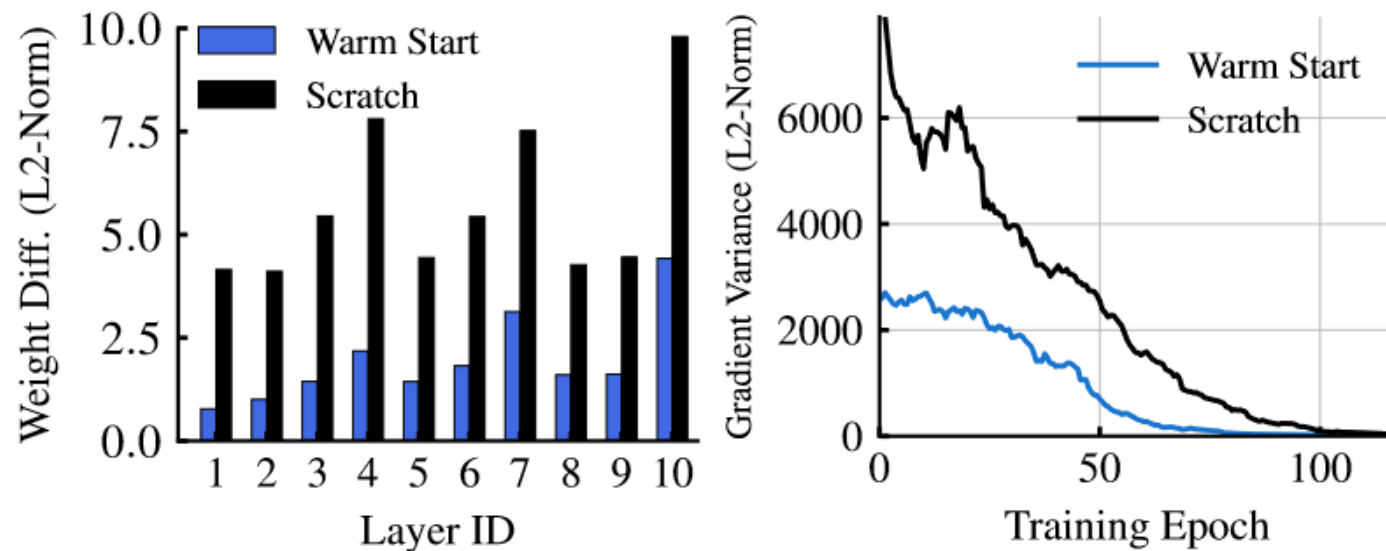 Weight Diff. (L2-Norm)
10.0
7.5
5.0
2.5
0.0
Warm Start
Scratch
1 2 3 4 5 6 7 8 9 10
Layer ID
Gradient Variance (L2-Norm)
6000
4000
2000
0
Warm Start
Scratch
0 50 100
Training Epoch